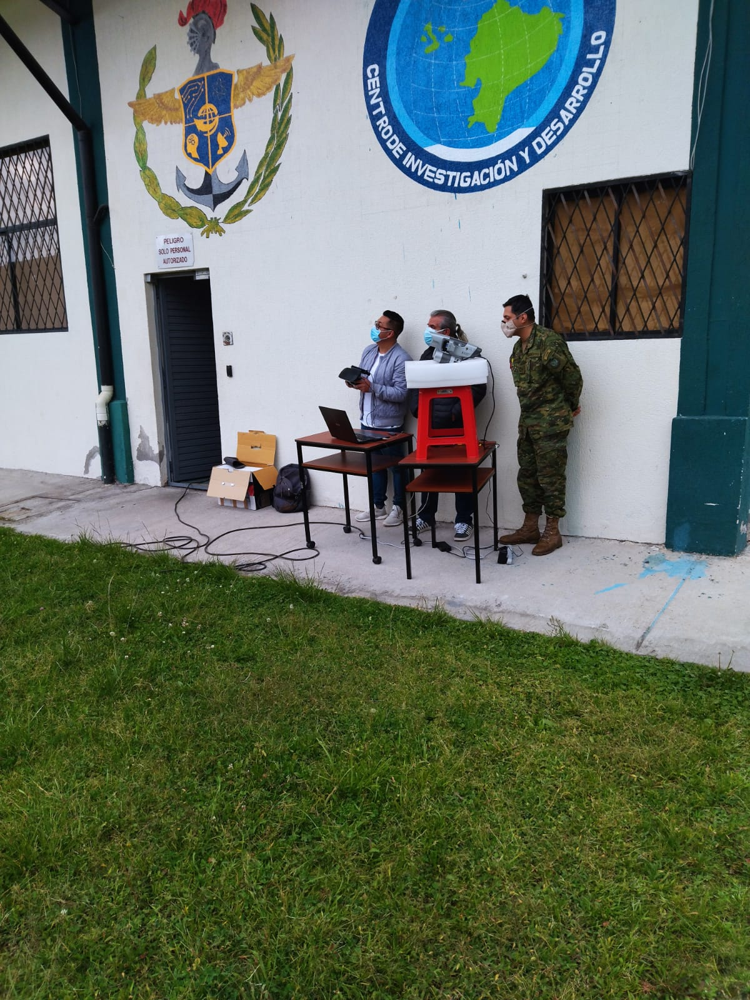 CENTRO DE INVESTIGACIÓN Y DESARROLLO
PELIGRO
SOLO PERSONAL
AUTORIZADO